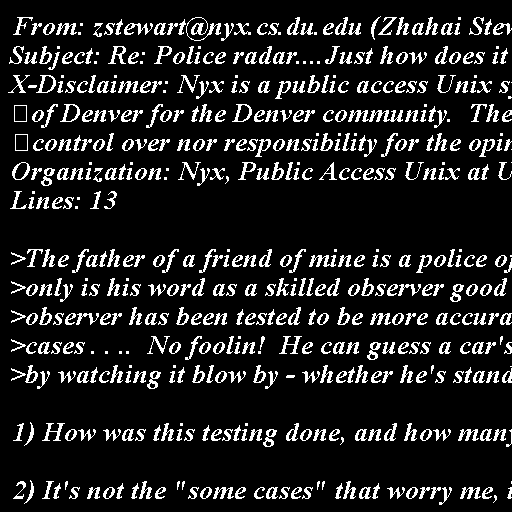 From: zstewart@nyx.cs.du.edu (Zhahai Stew
Subject: Re: Police radar....Just how does it
X-Disclaimer: Nyx is a public access Unix sy
of Denver for the Denver community.  The
control over nor responsibility for the opin
Organization: Nyx, Public Access Unix at U
Lines: 13

>The father of a friend of mine is a police of
>only is his word as a skilled observer good
>observer has been tested to be more accura
>cases . . ..  No foolin!  He can guess a car's
>by watching it blow by - whether he's stand

1) How was this testing done, and how many

2) It's not the "some cases" that worry me, i